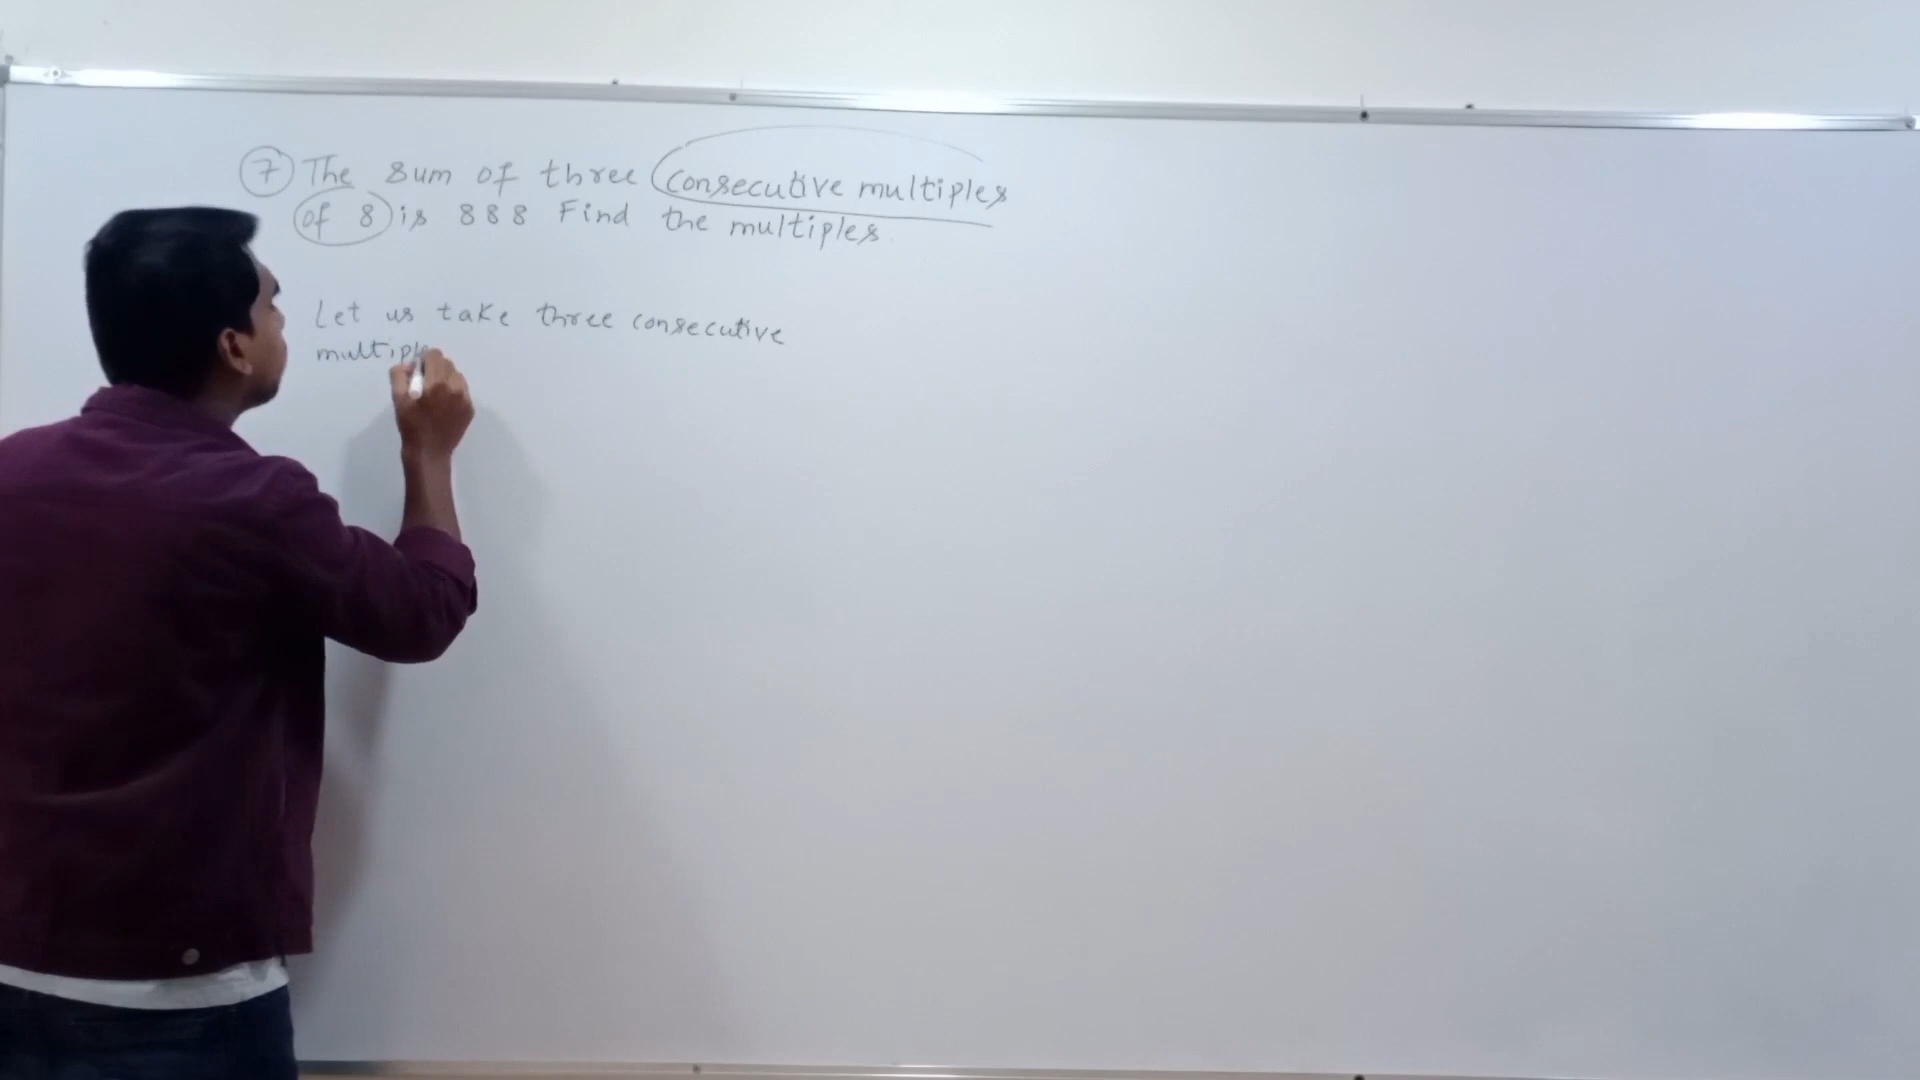 7 The sum of three consecutive multiples
of 8 is 888 Find the multiples.
Let us take three consecutive
multiple